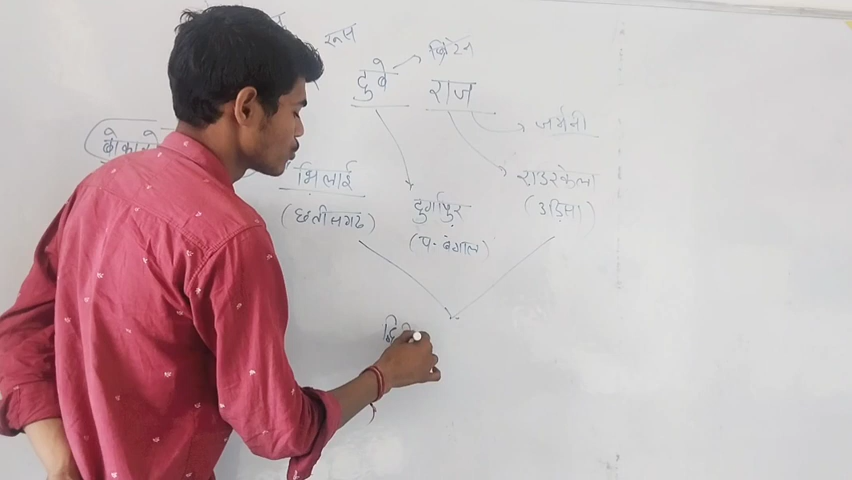 रूस
ब्रिटेन
दुबे राज
जर्मनी
बोकारो
भिलाई
राउरकेला
(छत्तीसगढ)
दुर्गापुर
(उड़िसा)
(प. बंगाल)
द्वि